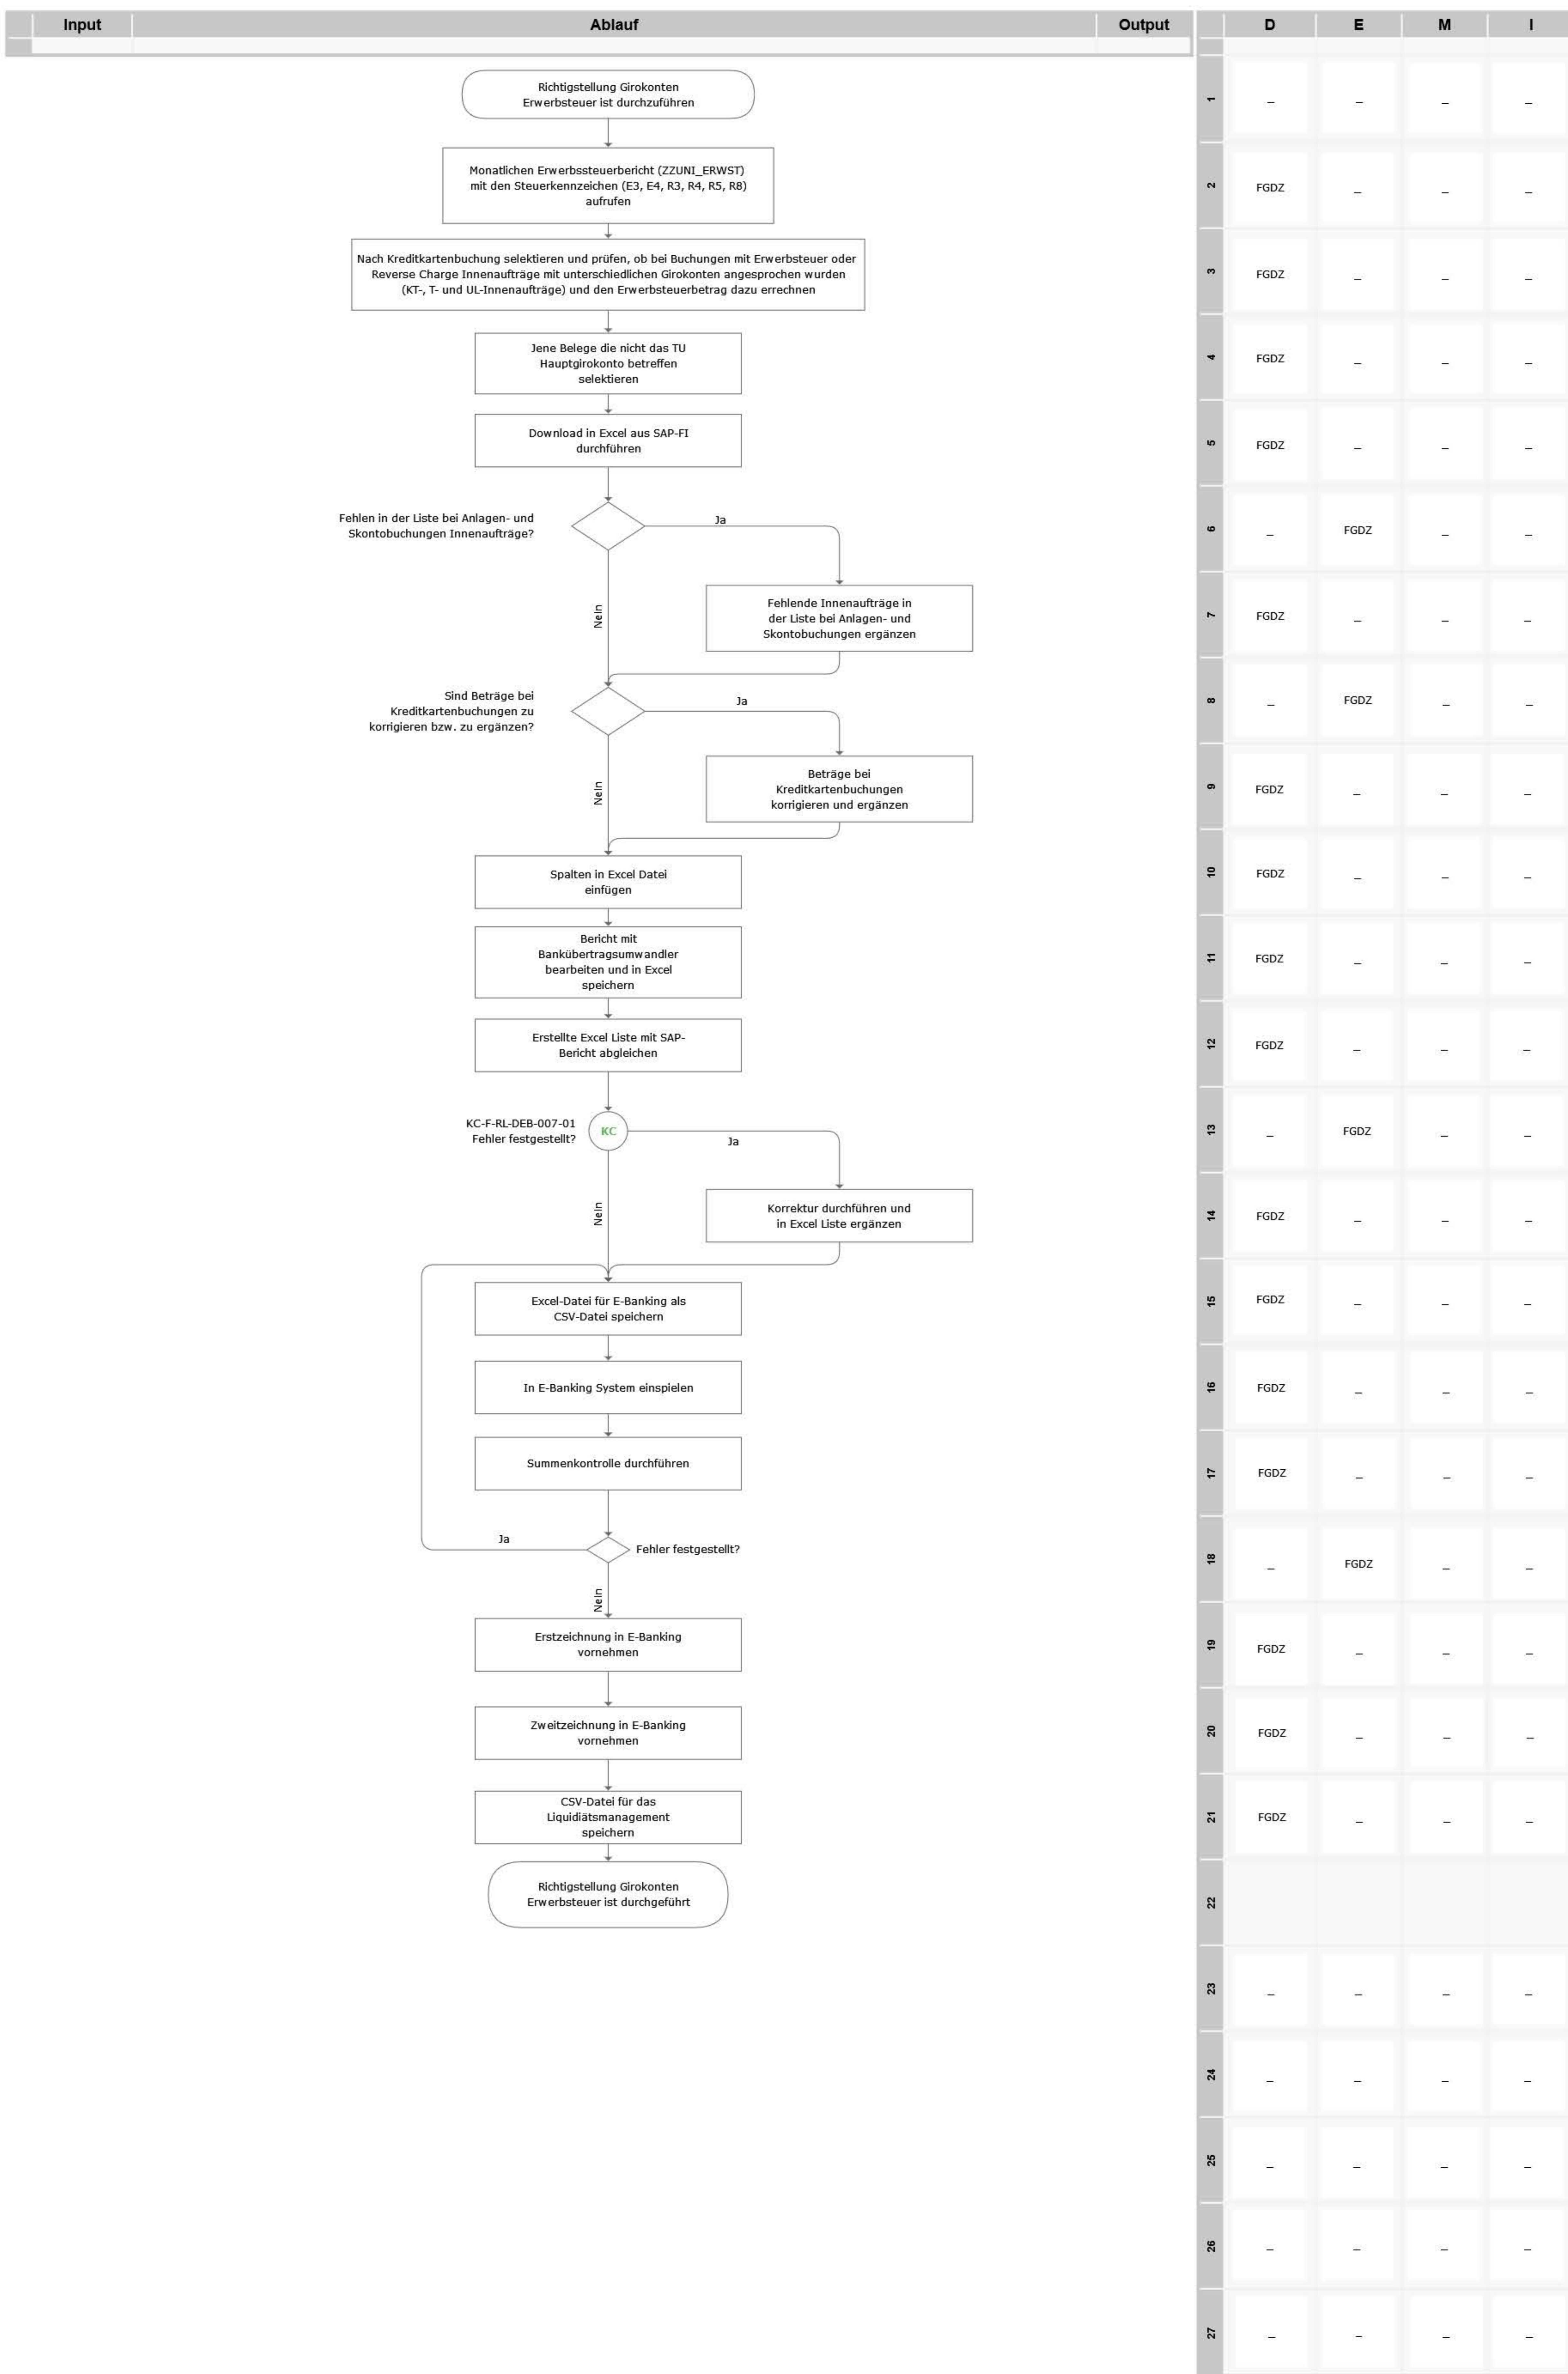 Input Ablauf Output D E M I
Richtigstellung Girokonten
Erwerbsteuer ist durchzuführen
1 _ _ _ _
Monatlichen Erwerbssteuerbericht (ZZUNI_ERWST)
mit den Steuerkennzeichen (E3, E4, R3, R4, R5, R8)
aufrufen
2 FGDZ _ _ _
Nach Kreditkartenbuchung selektieren und prüfen, ob bei Buchungen mit Erwerbsteuer oder
Reverse Charge Innenaufträge mit unterschiedlichen Girokonten angesprochen wurden
(KT-, T- und UL-Innenaufträge) und den Erwerbsteuerbetrag dazu errechnen
3 FGDZ _ _ _
Jene Belege die nicht das TU
Hauptgirokonto betreffen
selektieren
4 FGDZ _ _ _
Download in Excel aus SAP-FI
durchführen
5 FGDZ _ _ _
Fehlen in der Liste bei Anlagen- und
Skontobuchungen Innenaufträge?
Ja
6 _ FGDZ _ _
Nein
Fehlende Innenaufträge in
der Liste bei Anlagen- und
Skontobuchungen ergänzen
7 FGDZ _ _ _
Sind Beträge bei
Kreditkartenbuchungen zu
korrigieren bzw. zu ergänzen?
Ja
8 _ FGDZ _ _
Nein
Beträge bei
Kreditkartenbuchungen
korrigieren und ergänzen
9 FGDZ _ _ _
Spalten in Excel Datei
einfügen
10 FGDZ _ _ _
Bericht mit
Bankübertragsumwandler
bearbeiten und in Excel
speichern
11 FGDZ _ _ _
Erstellte Excel Liste mit SAP-
Bericht abgleichen
12 FGDZ _ _ _
KC-F-RL-DEB-007-01
Fehler festgestellt?
KC
Ja
13 _ FGDZ _ _
Nein
Korrektur durchführen und
in Excel Liste ergänzen
14 FGDZ _ _ _
Excel-Datei für E-Banking als
CSV-Datei speichern
15 FGDZ _ _ _
In E-Banking System einspielen
16 FGDZ _ _ _
Summenkontrolle durchführen
17 FGDZ _ _ _
Ja
Fehler festgestellt?
18 _ FGDZ _ _
Nein
Erstzeichnung in E-Banking
vornehmen
19 FGDZ _ _ _
Zweitzeichnung in E-Banking
vornehmen
20 FGDZ _ _ _
CSV-Datei für das
Liquidiätsmanagement
speichern
21 FGDZ _ _ _
Richtigstellung Girokonten
Erwerbsteuer ist durchgeführt
22
23 _ _ _ _
24 _ _ _ _
25 _ _ _ _
26 _ _ _ _
27 _ _ _ _